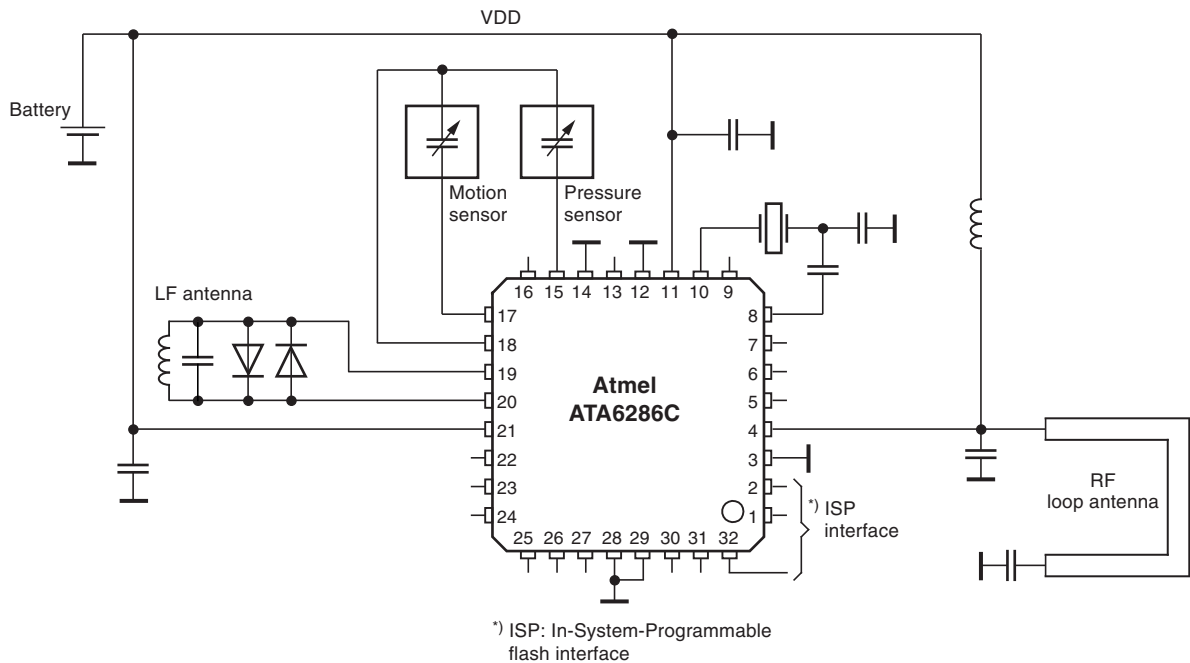 VDD
Battery
Motion
sensor
Pressure
sensor
LF antenna
16 15 14 13 12 11 10 9
17
18
19
20
21
22
23
24
8
7
6
5
4
3
2
1
Atmel
ATA6286C
25 26 27 28 29 30 31 32
*) ISP
interface
RF
loop antenna
*) ISP: In-System-Programmable
flash interface